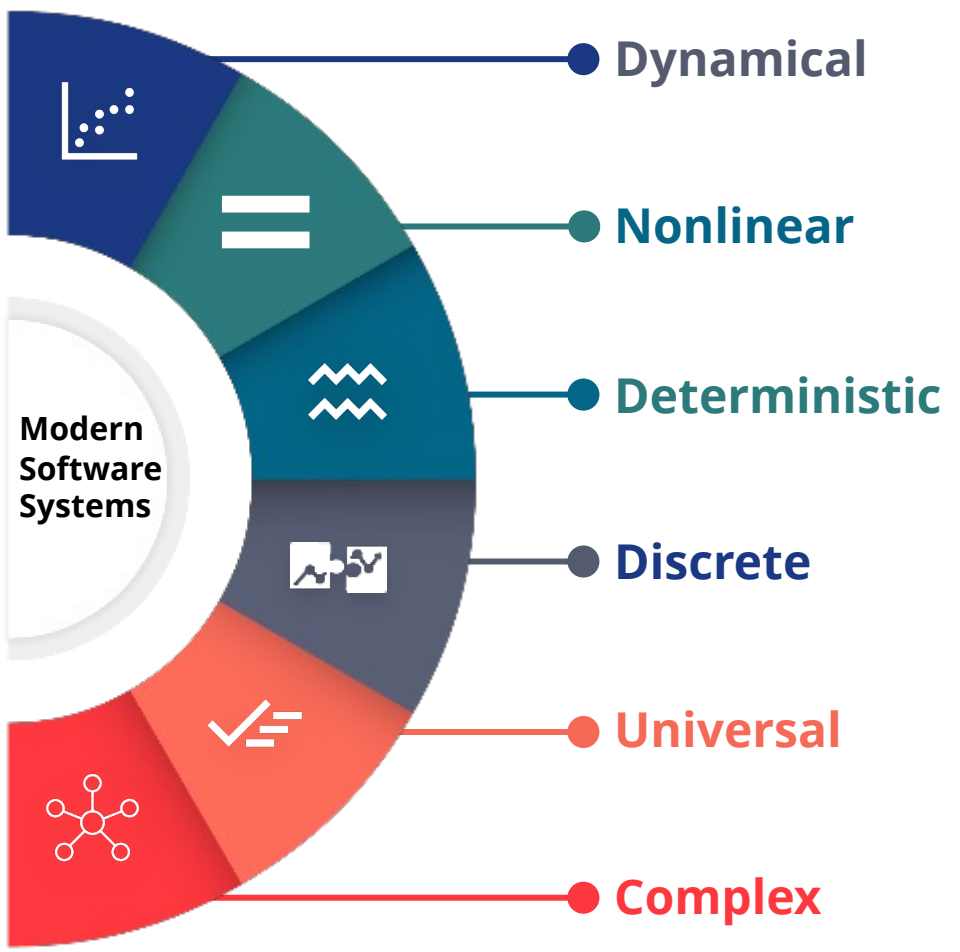 Dynamical
Nonlinear
Deterministic
Modern
Software
Systems
Discrete
Universal
Complex